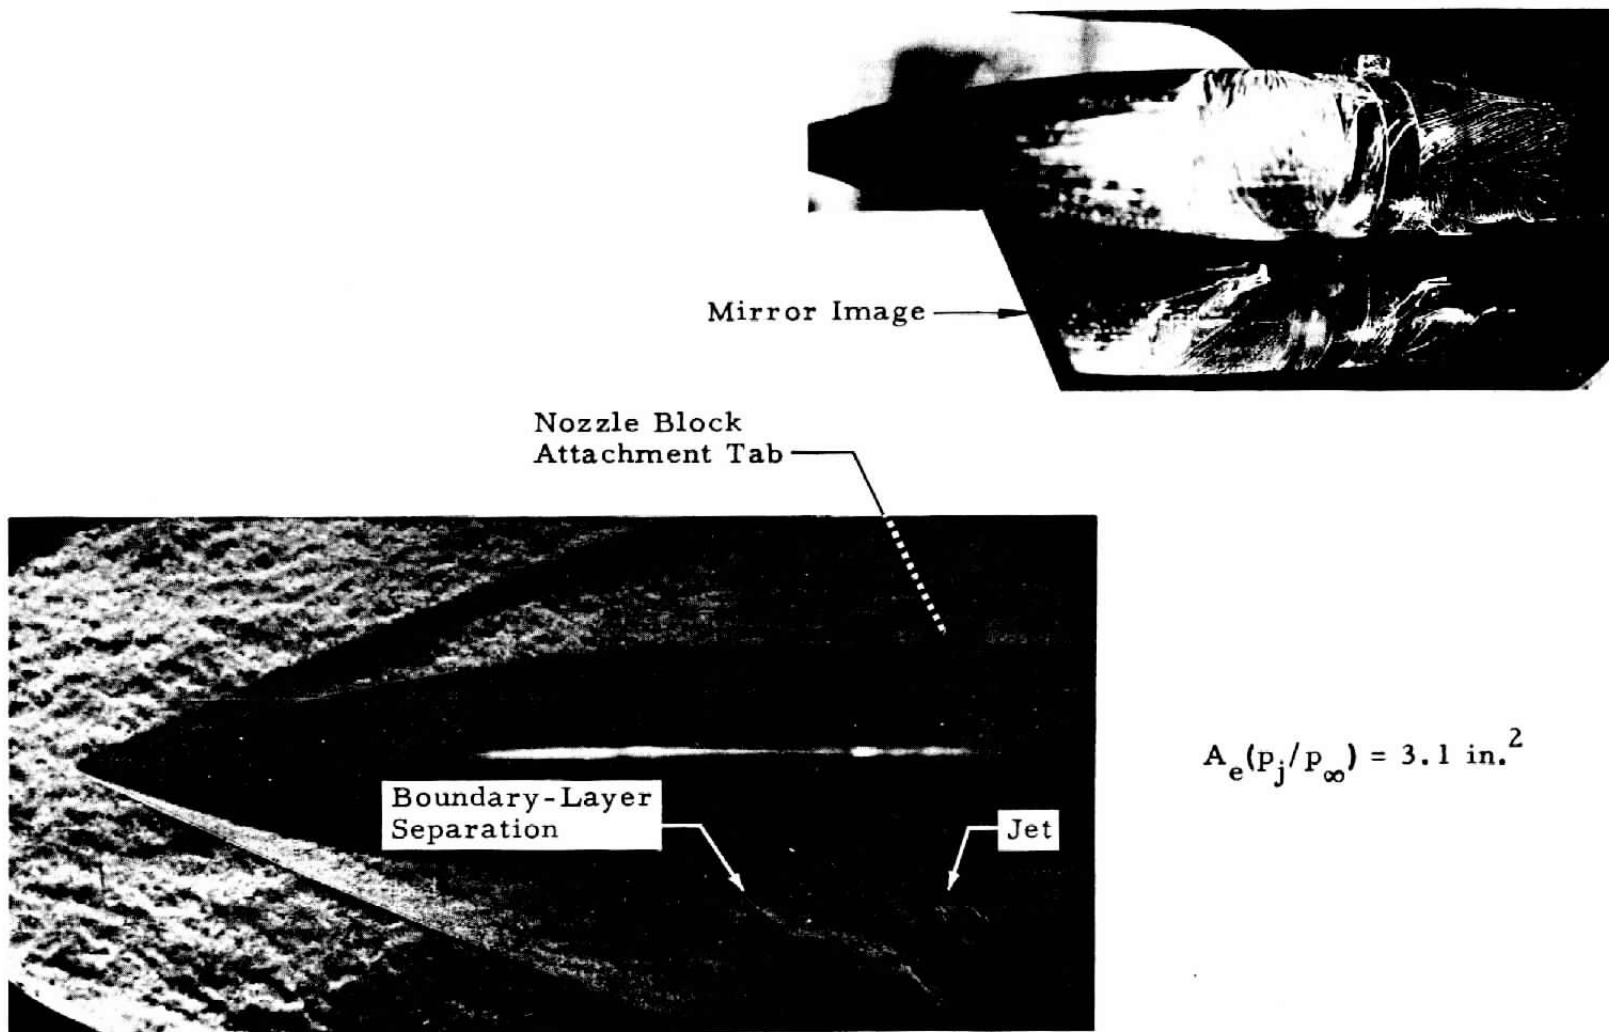 Mirror Image
Nozzle Block
Attachment Tab
Boundary-Layer
Separation
Jet
A_e(p_j/p_∞) = 3.1 in.²